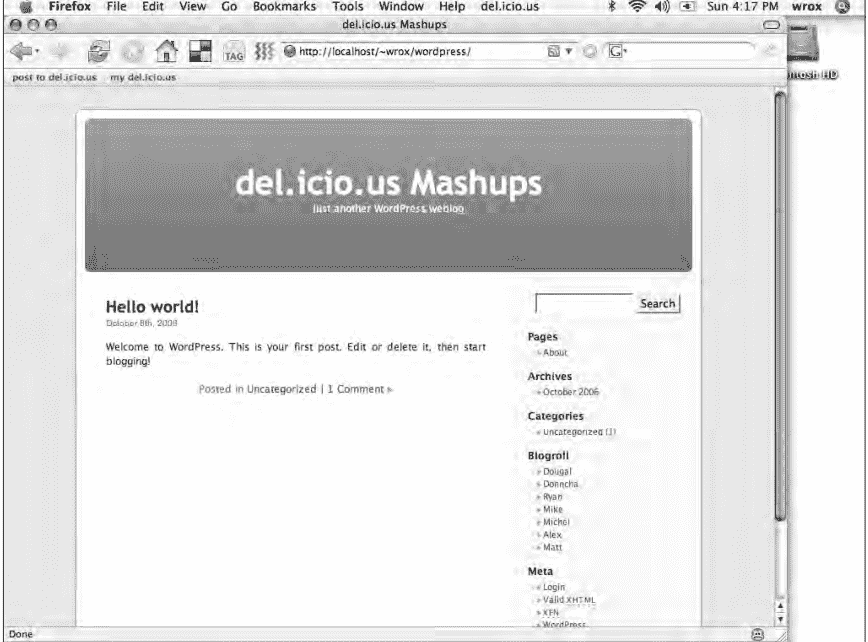 Firefox File Edit View Go Bookmarks Tools Window Help del.icio.us Sun 4:17 PM wrox
del.icio.us Mashups
TAG http://localhost/~wrox/wordpress/ G
post to del.icio.us my del.icio.us
HD
del.icio.us Mashups
Just another WordPress weblog
Search
Hello world!
October 8th, 2006
Welcome to WordPress. This is your first post. Edit or delete it, then start
blogging!
Posted in Uncategorized | 1 Comment »
Pages
» About
Archives
» October 2006
Categories
» Uncategorized (1)
Blogroll
» Dougal
» Donncha
» Ryan
» Mike
» Michel
» Alex
» Matt
Meta
» Login
» Valid XHTML
» XFN
» WordPress
Done